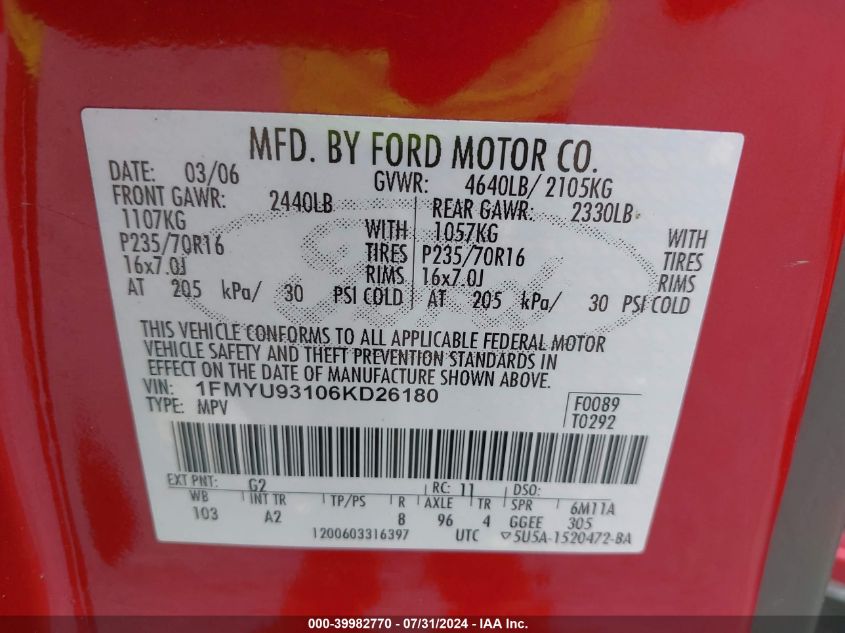 MFD. BY FORD MOTOR CO.
DATE: 03/06 GVWR: 4640LB/ 2105KG
FRONT GAWR: 2440LB REAR GAWR: 2330LB
1107KG WITH 1057KG WITH
P235/70R16 TIRES P235/70R16 TIRES
16x7.0J RIMS 16x7.0J RIMS
AT 205 kPa/ 30 PSI COLD AT 205 kPa/ 30 PSI COLD
THIS VEHICLE CONFORMS TO ALL APPLICABLE FEDERAL MOTOR
VEHICLE SAFETY AND THEFT PREVENTION STANDARDS IN
EFFECT ON THE DATE OF MANUFACTURE SHOWN ABOVE.
VIN: 1FMYU93106KD26180 F0089
TYPE: MPV T0292
EXT PNT: G2 RC: 11 DSO:
WB INT TR TP/PS R AXLE TR SPR 6M11A
103 A2 8 96 4 GGEE 305
1200603316397 UTC ▽5U5A-1520472-BA
000-39982770 - 07/31/2024 - IAA Inc.